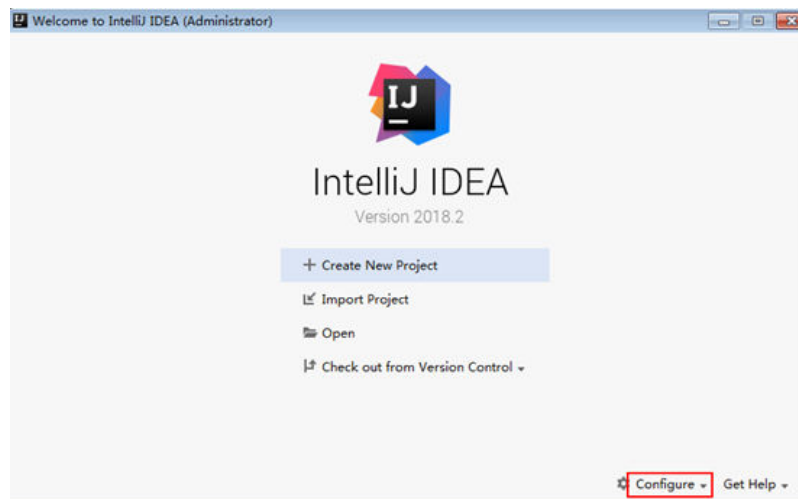 Welcome to IntelliJ IDEA (Administrator)
IJ
IntelliJ IDEA
Version 2018.2
Create New Project
Import Project
Open
Check out from Version Control
Configure Get Help